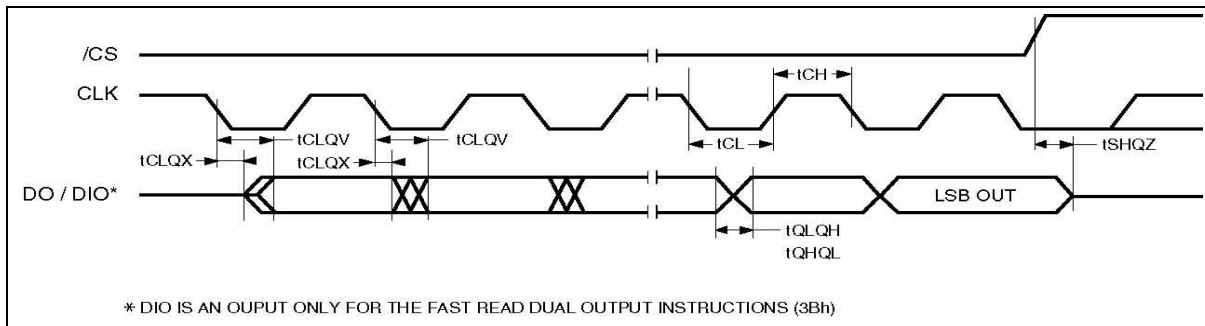 /CS
tCH
CLK
tCLQV
tCLQV
tCLQX
tCLQX
tCL
tSHQZ
DO / DIO*
LSB OUT
tQLQH
tQHQL
* DIO IS AN OUPUT ONLY FOR THE FAST READ DUAL OUTPUT INSTRUCTIONS (3Bh)